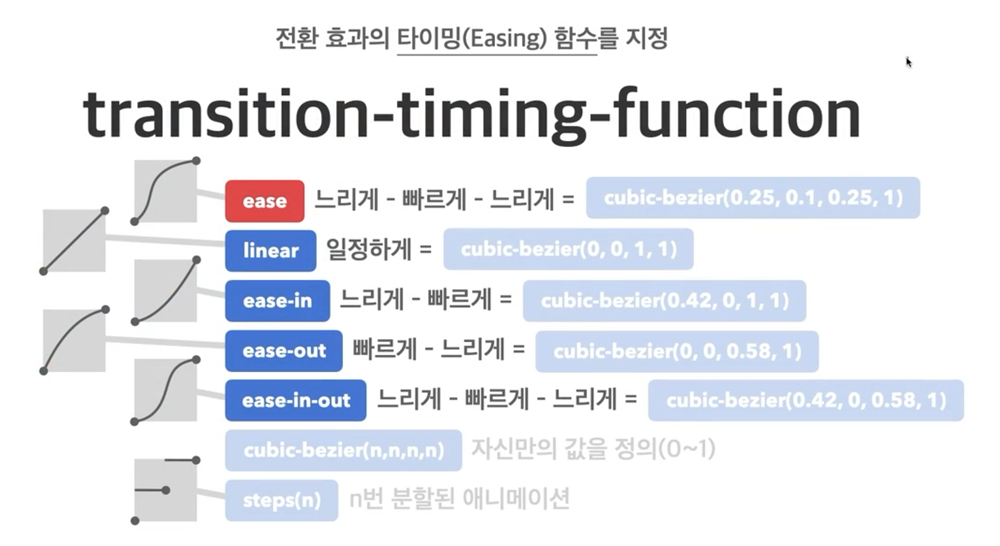 전환 효과의 타이밍(Easing) 함수를 지정
transition-timing-function
ease 느리게 - 빠르게 - 느리게 = cubic-bezier(0.25, 0.1, 0.25, 1)
linear 일정하게 = cubic-bezier(0, 0, 1, 1)
ease-in 느리게 - 빠르게 = cubic-bezier(0.42, 0, 1, 1)
ease-out 빠르게 - 느리게 = cubic-bezier(0, 0, 0.58, 1)
ease-in-out 느리게 - 빠르게 - 느리게 = cubic-bezier(0.42, 0, 0.58, 1)
cubic-bezier(n,n,n,n) 자신만의 값을 정의(0~1)
steps(n) n번 분할된 애니메이션